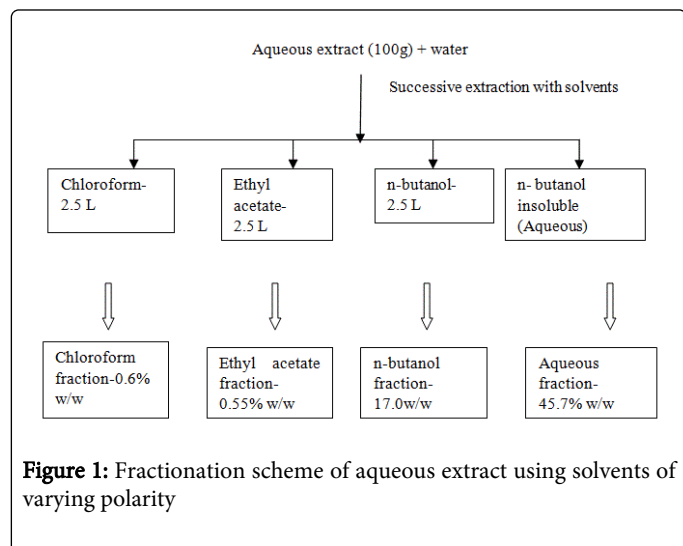 Aqueous extract (100g) + water
Successive extraction with solvents
Chloroform-
2.5 L
Ethyl
acetate-
2.5 L
n-butanol-
2.5 L
n- butanol
insoluble
(Aqueous)
Chloroform
fraction-0.6%
w/w
Ethyl acetate
fraction-
0.55% w/w
n-butanol
fraction-
17.0w/w
Aqueous
fraction-
45.7% w/w
Figure 1: Fractionation scheme of aqueous extract using solvents of
varying polarity